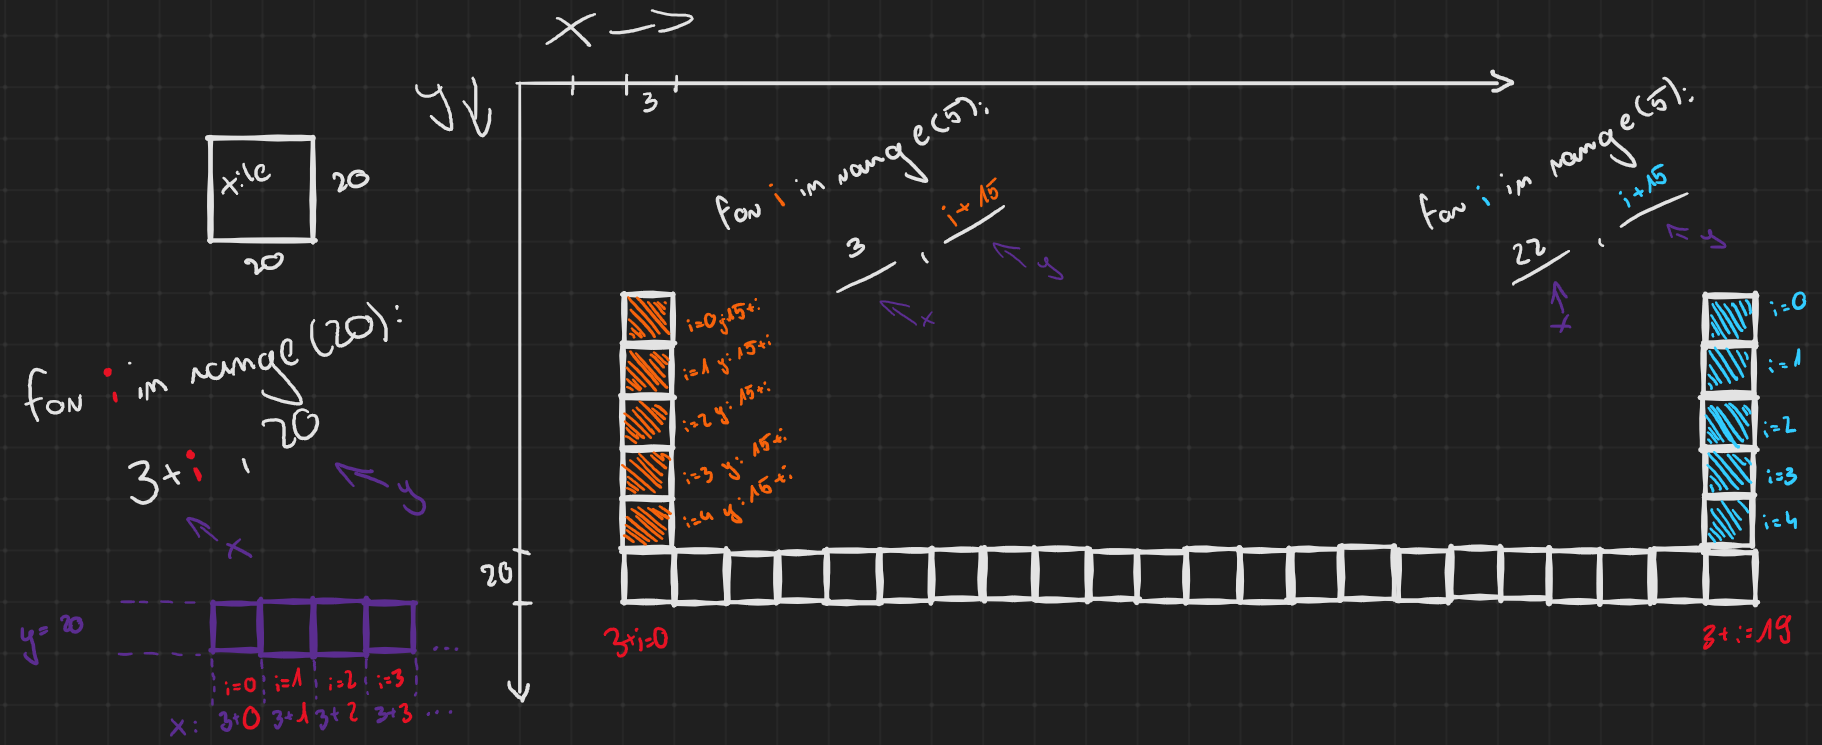 x →
y ↓
3
tile
20
20
for i in range(5):
3 , i+15
x
y
for i in range(5):
22 , i+15
x
y
for i in range(20):
3+i , 20
x
y
i=0 y: 15+i
i=1 y: 15+i
i=2 y: 15+i
i=3 y: 15+i
i=4 y: 15+i
i=0
i=1
i=2
i=3
i=4
20
3+i=0
3+i=19
y=20
...
i=0 i=1 i=2 i=3
x: 3+0 3+1 3+2 3+3 ...